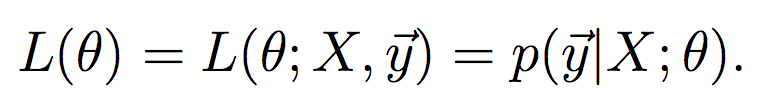 L(θ) = L(θ; X, y⃗) = p(y⃗|X; θ).